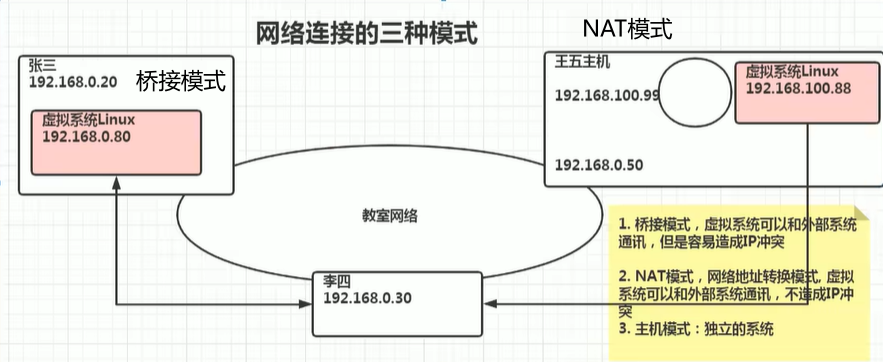 网络连接的三种模式
NAT模式
张三
192.168.0.20
桥接模式
虚拟系统Linux
192.168.0.80
王五主机
192.168.100.99
虚拟系统Linux
192.168.100.88
192.168.0.50
教室网络
李四
192.168.0.30
1. 桥接模式，虚拟系统可以和外部系统
通讯，但是容易造成IP冲突
2. NAT模式，网络地址转换模式, 虚拟
系统可以和外部系统通讯，不造成IP冲
突
3. 主机模式：独立的系统